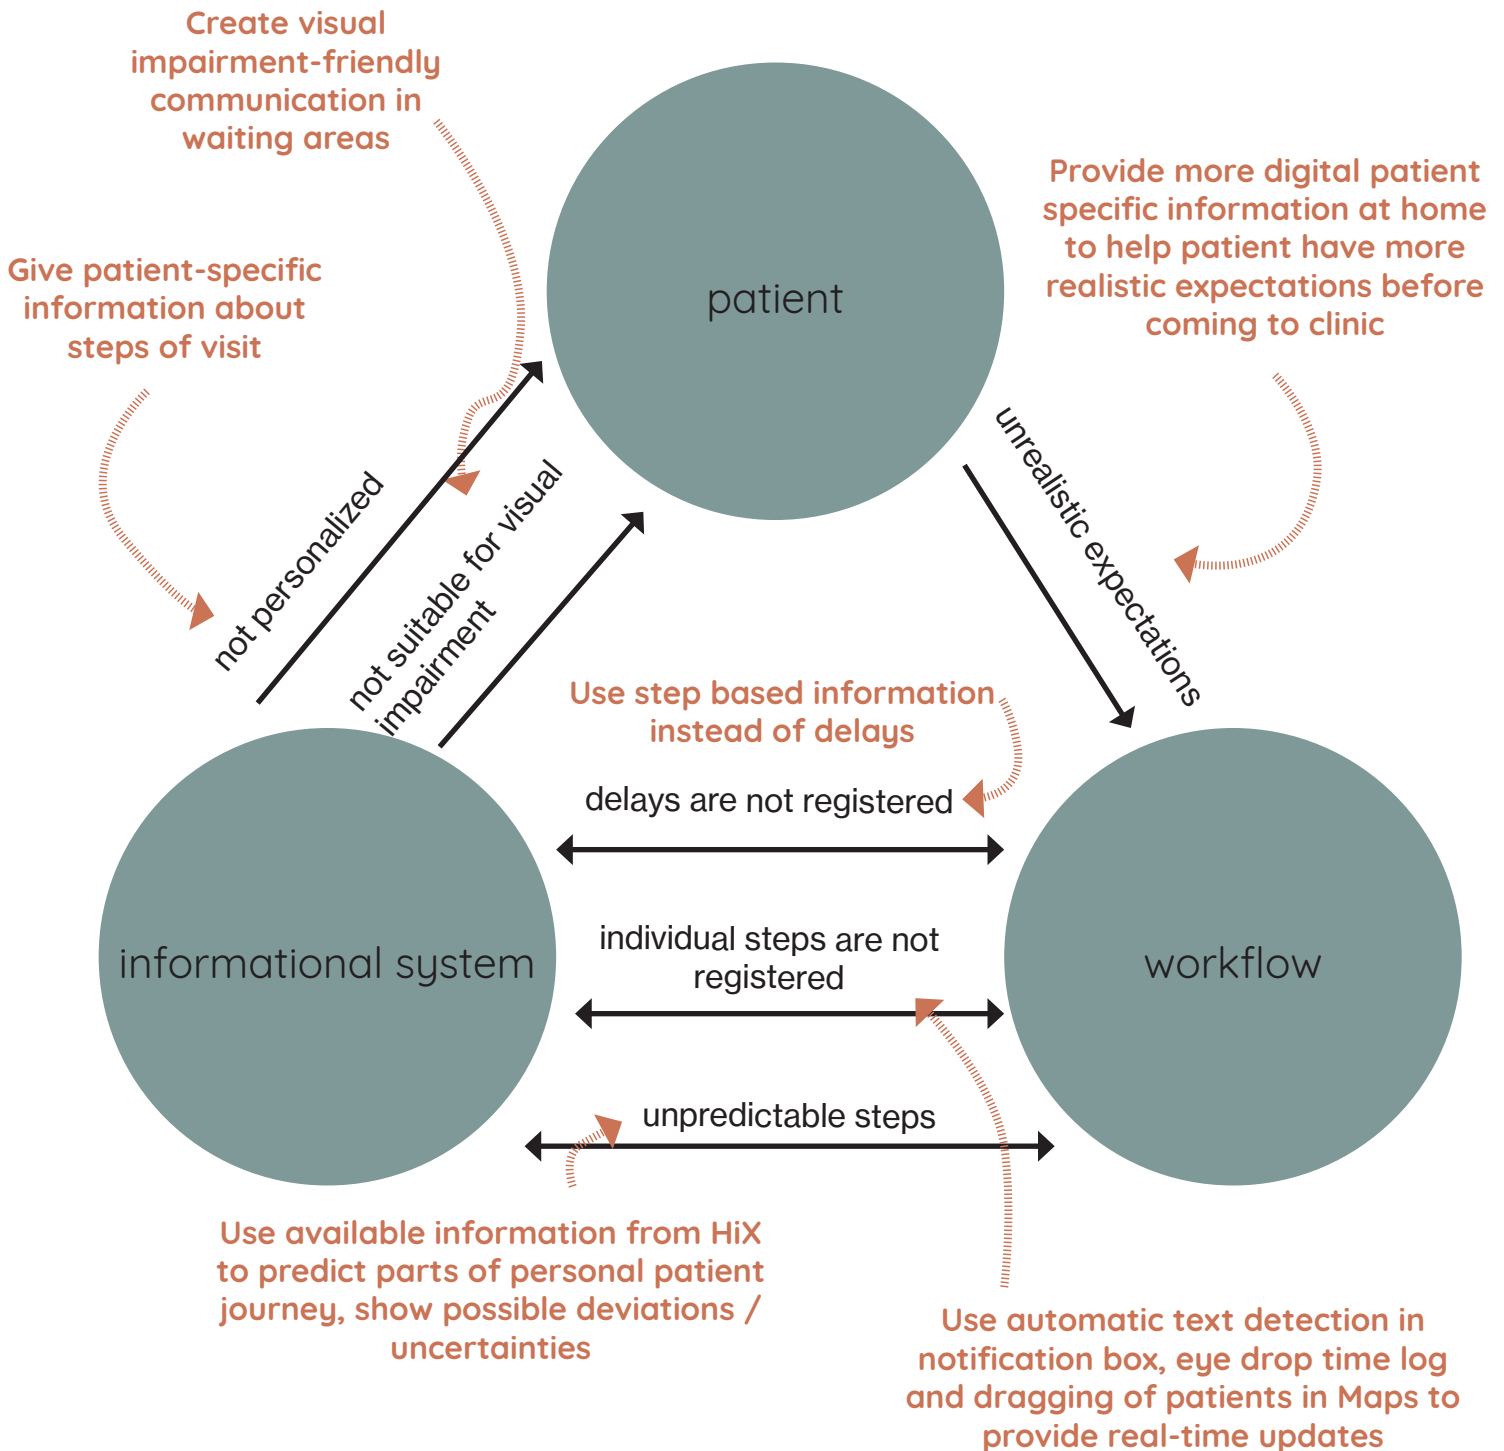 Create visual
impairment-friendly
communication in
waiting areas
Provide more digital patient
specific information at home
to help patient have more
realistic expectations before
coming to clinic
Give patient-specific
information about
steps of visit
patient
not personalized
not suitable for visual
impairment
unrealistic expectations
Use step based information
instead of delays
delays are not registered
individual steps are not
registered
informational system
workflow
unpredictable steps
Use available information from HiX
to predict parts of personal patient
journey, show possible deviations /
uncertainties
Use automatic text detection in
notification box, eye drop time log
and dragging of patients in Maps to
provide real-time updates